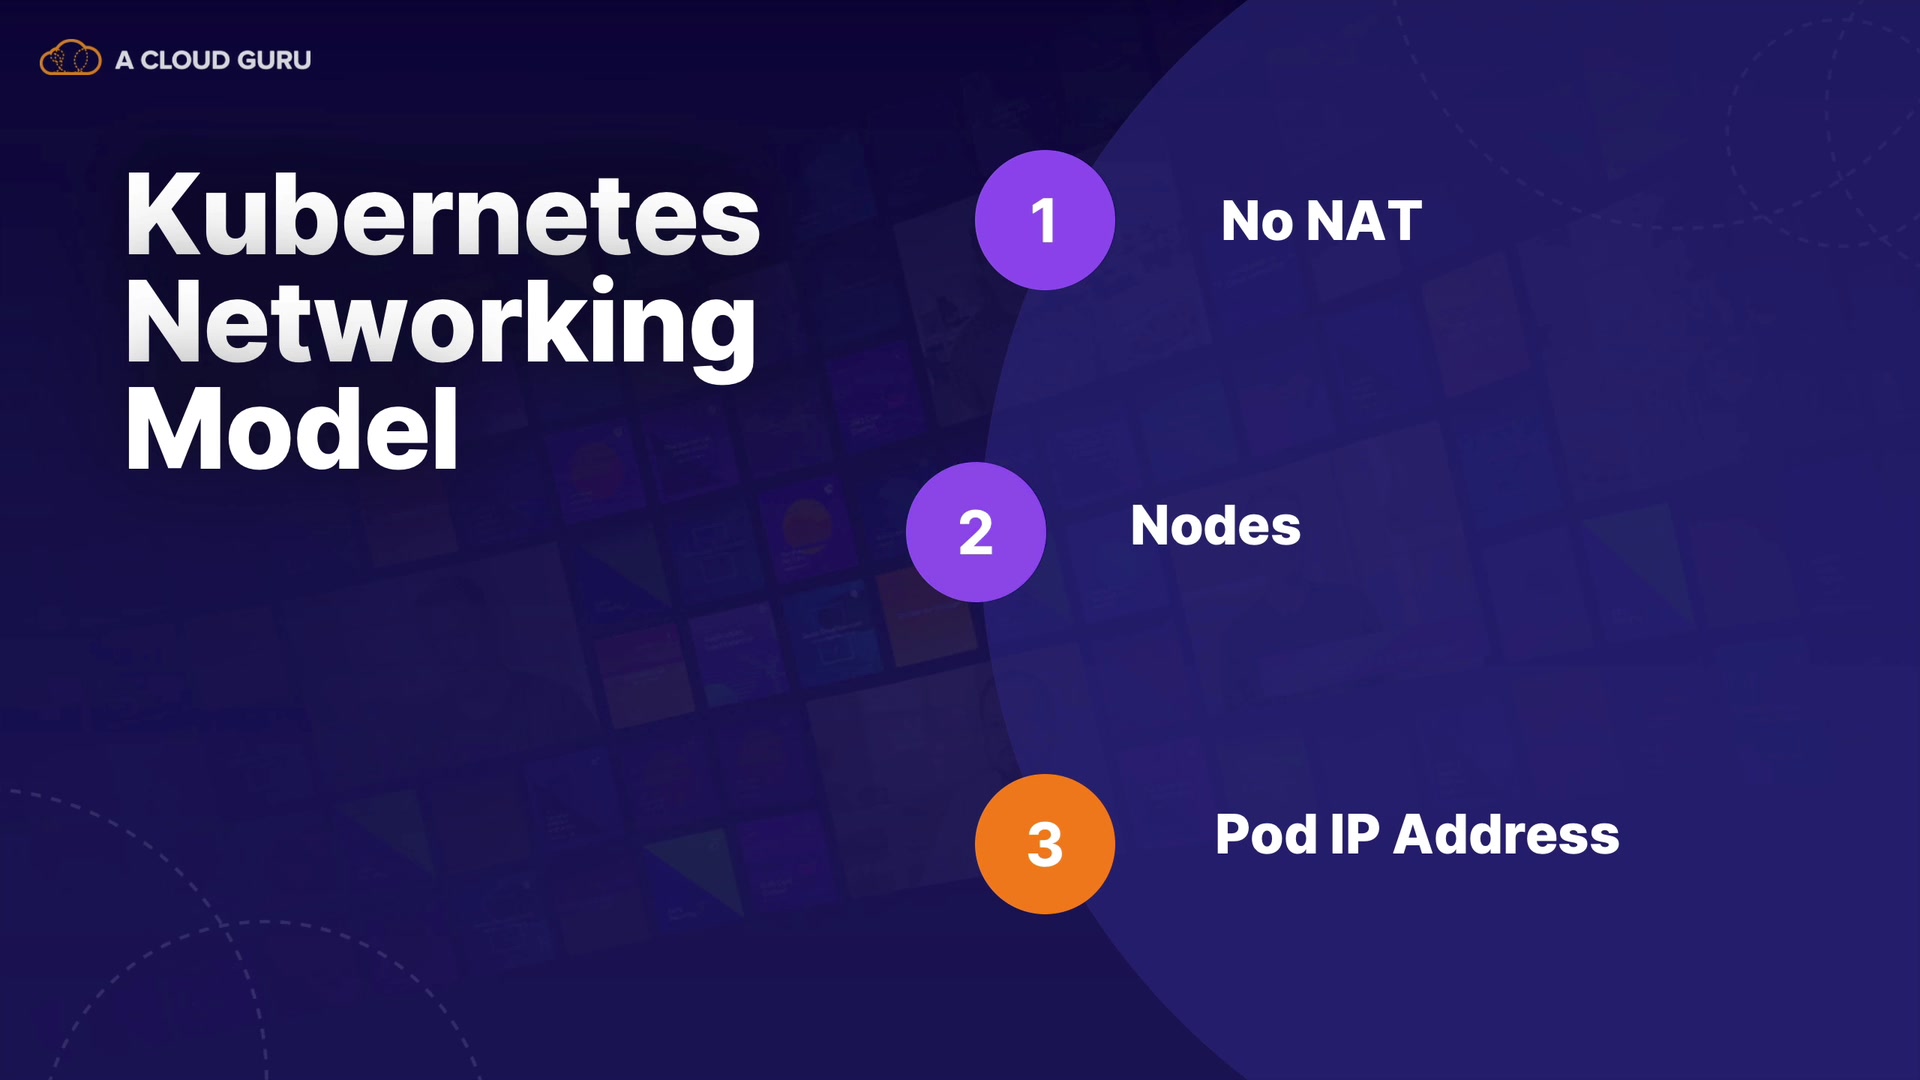 A CLOUD GURU
Kubernetes
Networking
Model
1
No NAT
2
Nodes
3
Pod IP Address